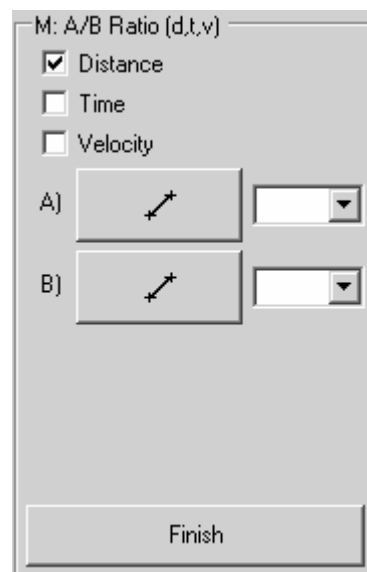 M: A/B Ratio (d,t,v)
Distance
Time
Velocity
A)
B)
Finish